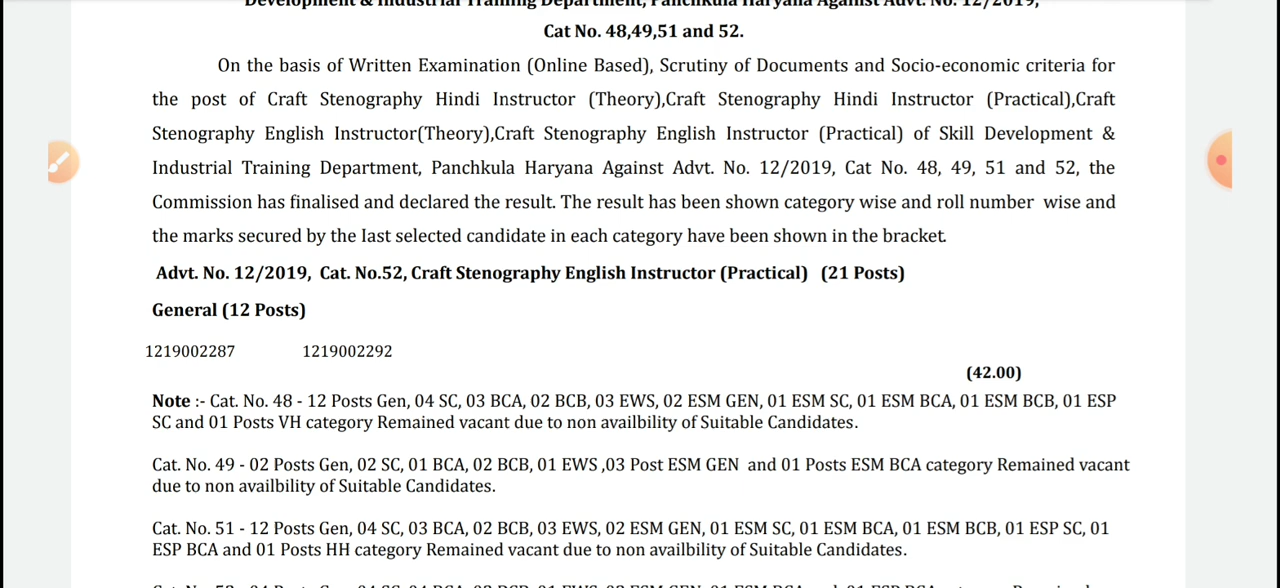 Development & Industrial Training Department, Panchkula Haryana Against Advt. No. 12/2019,
Cat No. 48,49,51 and 52.
On the basis of Written Examination (Online Based), Scrutiny of Documents and Socio-economic criteria for
the post of Craft Stenography Hindi Instructor (Theory),Craft Stenography Hindi Instructor (Practical),Craft
Stenography English Instructor(Theory),Craft Stenography English Instructor (Practical) of Skill Development &
Industrial Training Department, Panchkula Haryana Against Advt. No. 12/2019, Cat No. 48, 49, 51 and 52, the
Commission has finalised and declared the result. The result has been shown category wise and roll number wise and
the marks secured by the last selected candidate in each category have been shown in the bracket.
Advt. No. 12/2019, Cat. No.52, Craft Stenography English Instructor (Practical) (21 Posts)
General (12 Posts)
1219002287 1219002292
(42.00)
Note :- Cat. No. 48 - 12 Posts Gen, 04 SC, 03 BCA, 02 BCB, 03 EWS, 02 ESM GEN, 01 ESM SC, 01 ESM BCA, 01 ESM BCB, 01 ESP
SC and 01 Posts VH category Remained vacant due to non availbility of Suitable Candidates.
Cat. No. 49 - 02 Posts Gen, 02 SC, 01 BCA, 02 BCB, 01 EWS ,03 Post ESM GEN and 01 Posts ESM BCA category Remained vacant
due to non availbility of Suitable Candidates.
Cat. No. 51 - 12 Posts Gen, 04 SC, 03 BCA, 02 BCB, 03 EWS, 02 ESM GEN, 01 ESM SC, 01 ESM BCA, 01 ESM BCB, 01 ESP SC, 01
ESP BCA and 01 Posts HH category Remained vacant due to non availbility of Suitable Candidates.